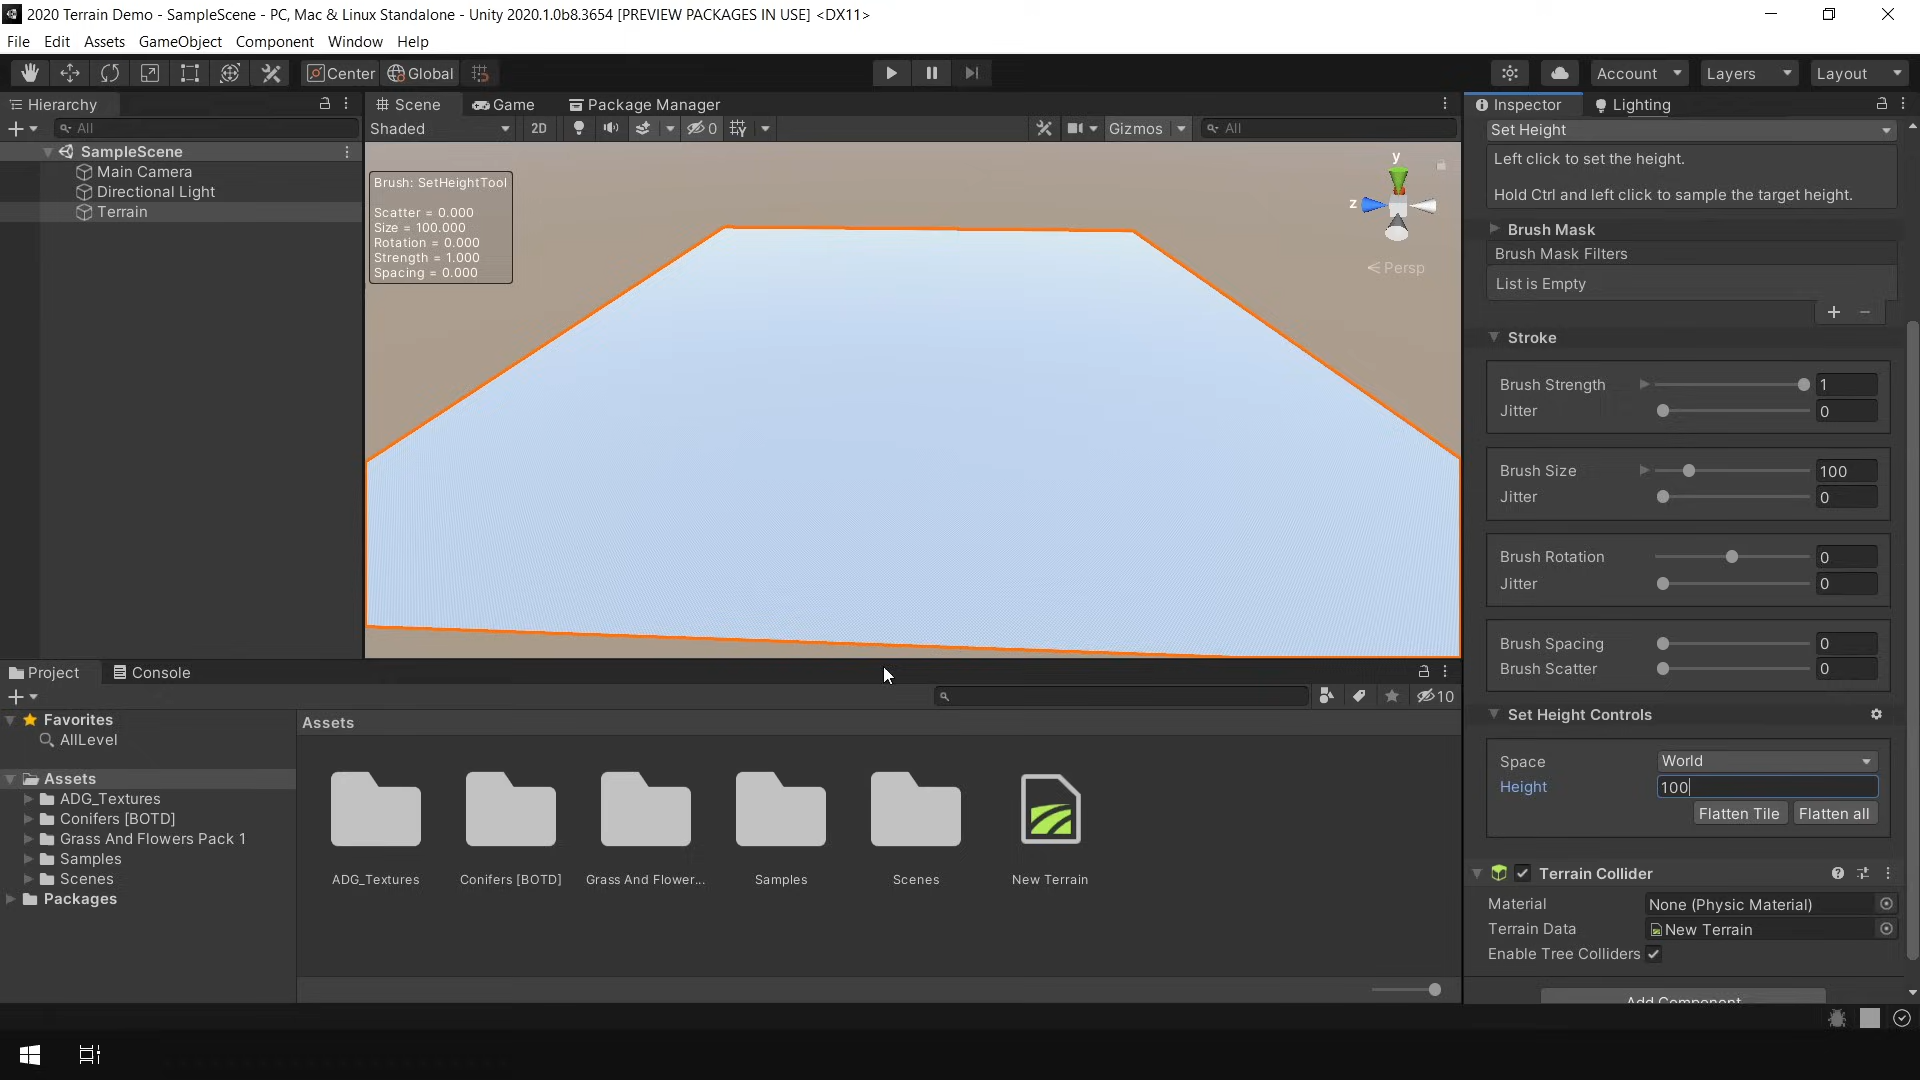 2020 Terrain Demo - SampleScene - PC, Mac & Linux Standalone - Unity 2020.1.0b8.3654 [PREVIEW PACKAGES IN USE] <DX11>
File Edit Assets GameObject Component Window Help
Center Global Account Layers Layout
Hierarchy
All
SampleScene
Main Camera
Directional Light
Terrain
Scene Game Package Manager
Shaded 2D 0 Gizmos All
Brush: SetHeightTool
Scatter = 0.000
Size = 100.000
Rotation = 0.000
Strength = 1.000
Spacing = 0.000
y
z
Persp
Inspector Lighting
Set Height
Left click to set the height.
Hold Ctrl and left click to sample the target height.
Brush Mask
Brush Mask Filters
List is Empty
Stroke
Brush Strength 1
Jitter 0
Brush Size 100
Jitter 0
Brush Rotation 0
Jitter 0
Brush Spacing 0
Brush Scatter 0
Set Height Controls
Space World
Height 100
Flatten Tile Flatten all
Terrain Collider
Material None (Physic Material)
Terrain Data New Terrain
Enable Tree Colliders
Add Component
Project Console
10
Favorites
AllLevel
Assets
ADG_Textures
Conifers [BOTD]
Grass And Flowers Pack 1
Samples
Scenes
Packages
Assets
ADG_Textures Conifers [BOTD] Grass And Flower... Samples Scenes New Terrain